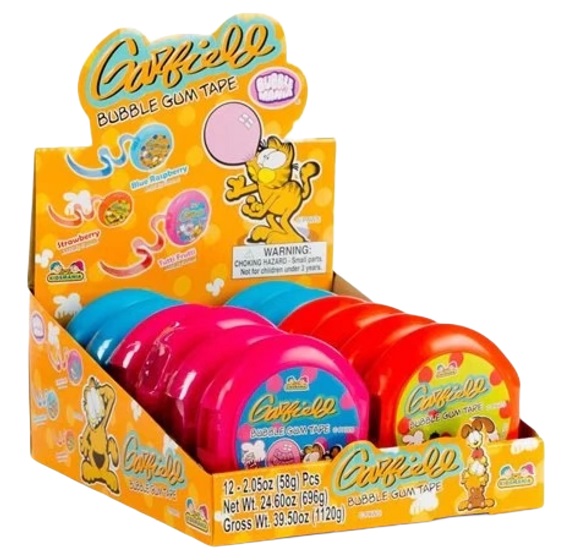 Garfield
BUBBLE GUM TAPE
Blue Raspberry
Strawberry
Tutti Frutti
KIDSMANIA
WARNING:
CHOKING HAZARD - Small parts.
Not for children under 3 years.
Garfield
BUBBLE GUM TAPE
Garfield
BUBBLE GUM TAPE
12 - 2.05oz (58g) Pcs
Net Wt. 24.60oz (696g)
Gross Wt. 39.50oz (1120g)
Garfield
BUBBLE GUM TAPE
KIDSMANIA